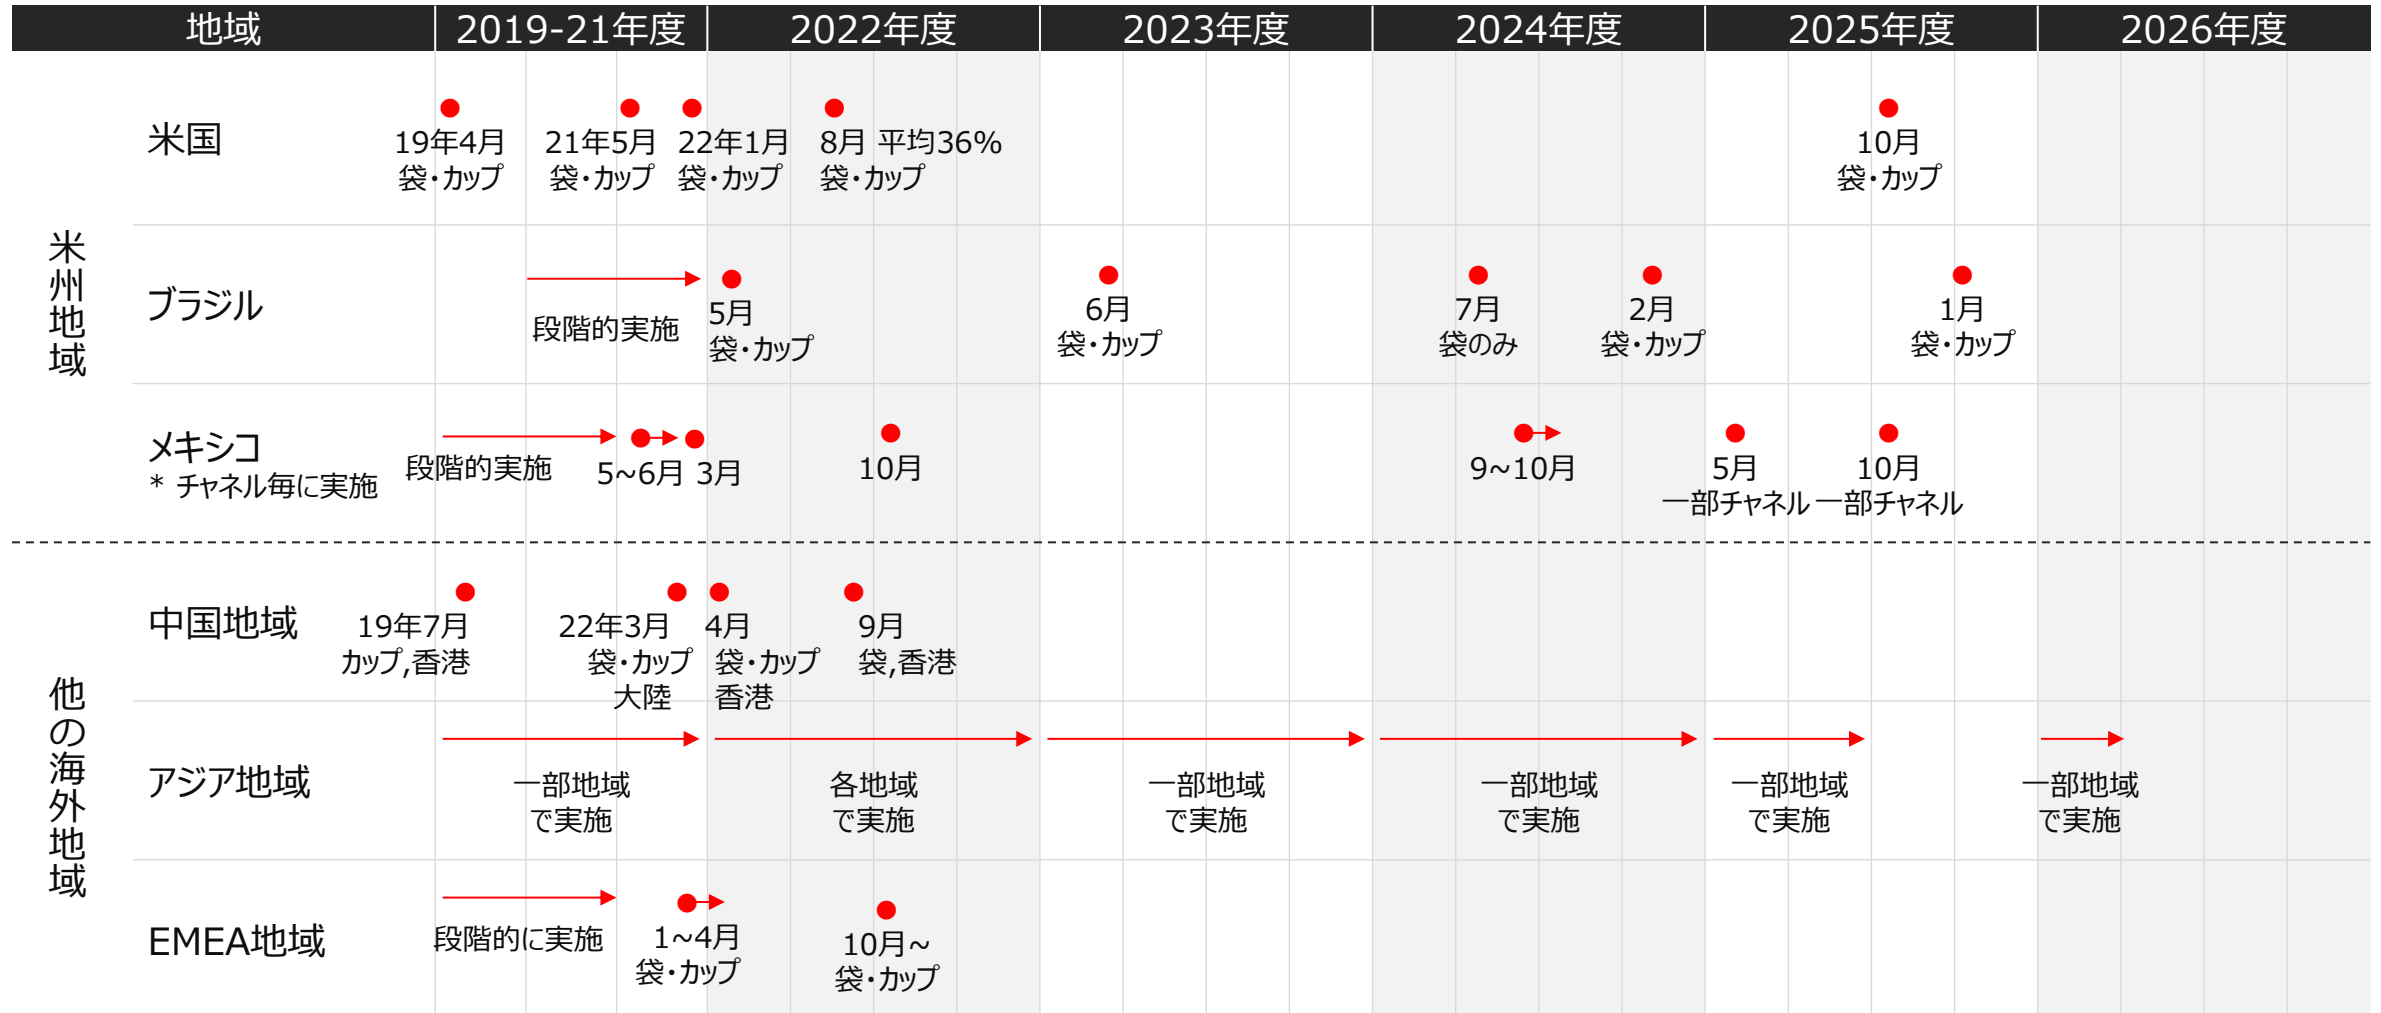 地域 2019-21年度 2022年度 2023年度 2024年度 2025年度 2026年度
米州地域
米国
19年4月 21年5月 22年1月 8月 平均36% 10月
袋・カップ 袋・カップ 袋・カップ 袋・カップ 袋・カップ
ブラジル
段階的実施
5月 6月 7月 2月 1月
袋・カップ 袋・カップ 袋のみ 袋・カップ 袋・カップ
メキシコ
* チャネル毎に実施
段階的実施 5~6月 3月 10月 9~10月 5月 10月
一部チャネル 一部チャネル
他の海外地域
中国地域
19年7月 22年3月 4月 9月
カップ,香港 袋・カップ 袋・カップ 袋,香港
大陸 香港
アジア地域
一部地域 各地域 一部地域 一部地域 一部地域 一部地域
で実施 で実施 で実施 で実施 で実施 で実施
EMEA地域
段階的に実施 1~4月 10月~
袋・カップ 袋・カップ